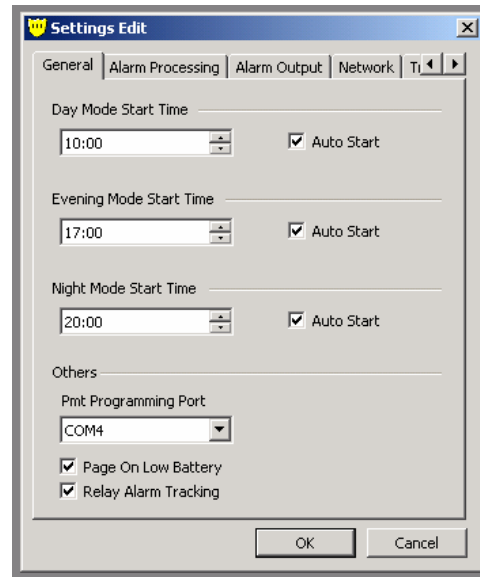 Settings Edit
General Alarm Processing Alarm Output Network
Day Mode Start Time
10:00 Auto Start
Evening Mode Start Time
17:00 Auto Start
Night Mode Start Time
20:00 Auto Start
Others
Pmt Programming Port
COM4
Page On Low Battery
Relay Alarm Tracking
OK Cancel